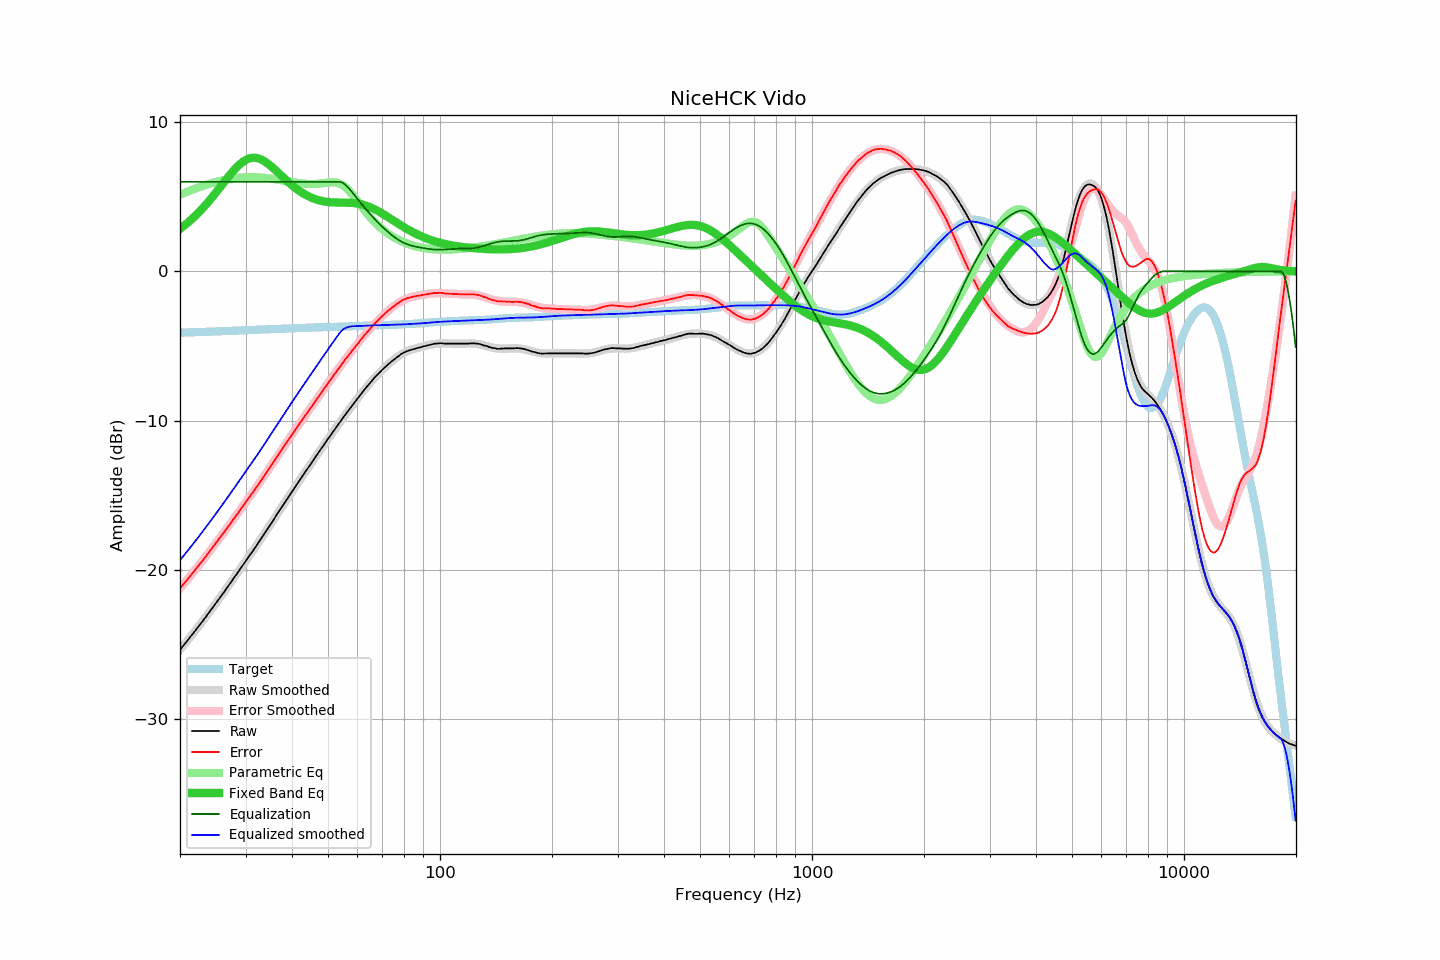 NiceHCK Vido
10
0
−10
−20
−30
Amplitude (dBr)
Target
Raw Smoothed
Error Smoothed
Raw
Error
Parametric Eq
Fixed Band Eq
Equalization
Equalized smoothed
100
1000
10000
Frequency (Hz)